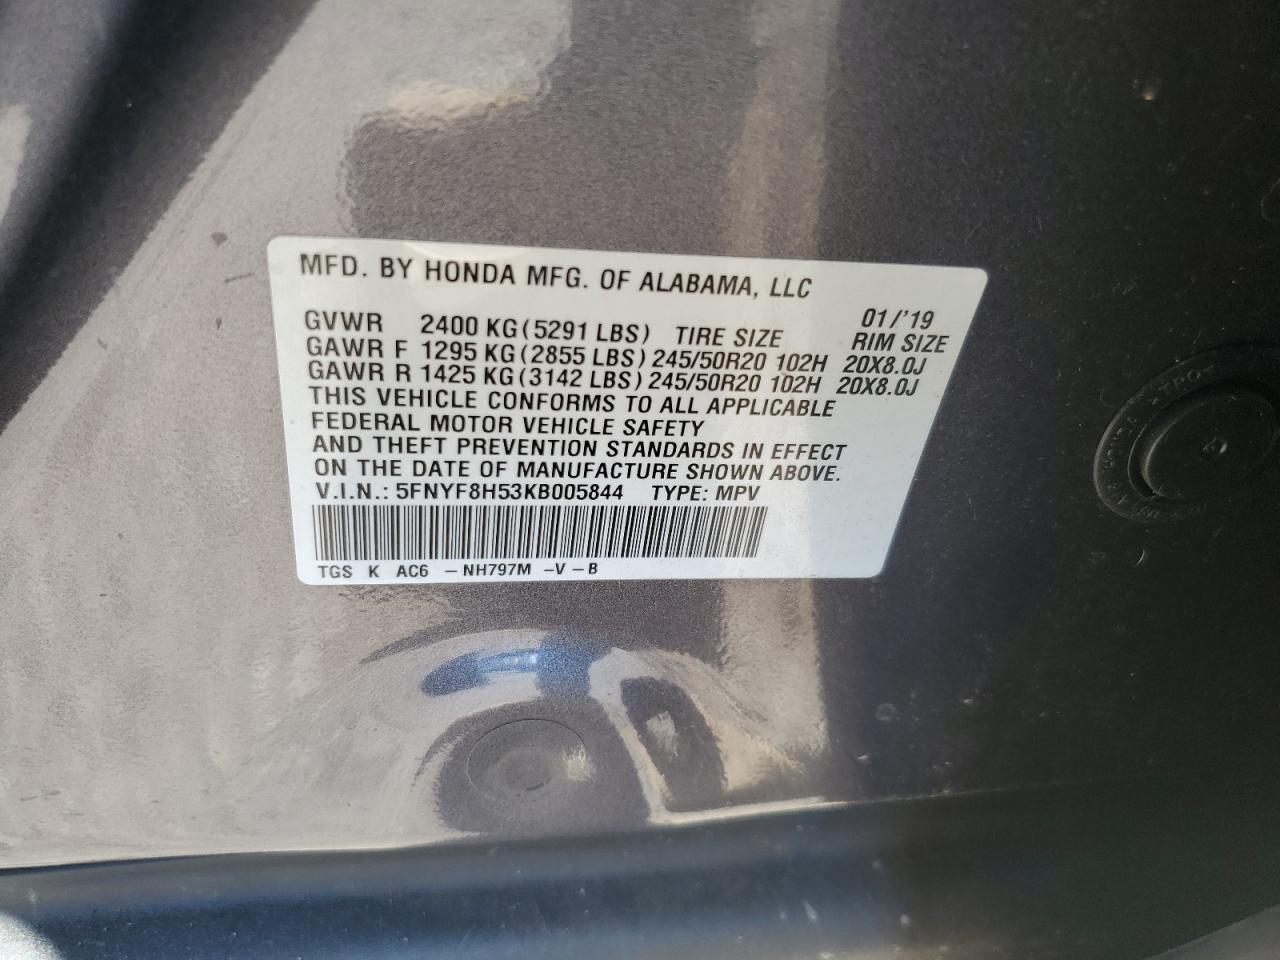 MFD. BY HONDA MFG. OF ALABAMA, LLC
01/'19
GVWR 2400 KG (5291 LBS) TIRE SIZE RIM SIZE
GAWR F 1295 KG (2855 LBS) 245/50R20 102H 20X8.0J
GAWR R 1425 KG (3142 LBS) 245/50R20 102H 20X8.0J
THIS VEHICLE CONFORMS TO ALL APPLICABLE
FEDERAL MOTOR VEHICLE SAFETY
AND THEFT PREVENTION STANDARDS IN EFFECT
ON THE DATE OF MANUFACTURE SHOWN ABOVE.
V.I.N.: 5FNYF8H53KB005844 TYPE: MPV
TGS K AC6 -NH797M -V-B
HONDA >TPO<